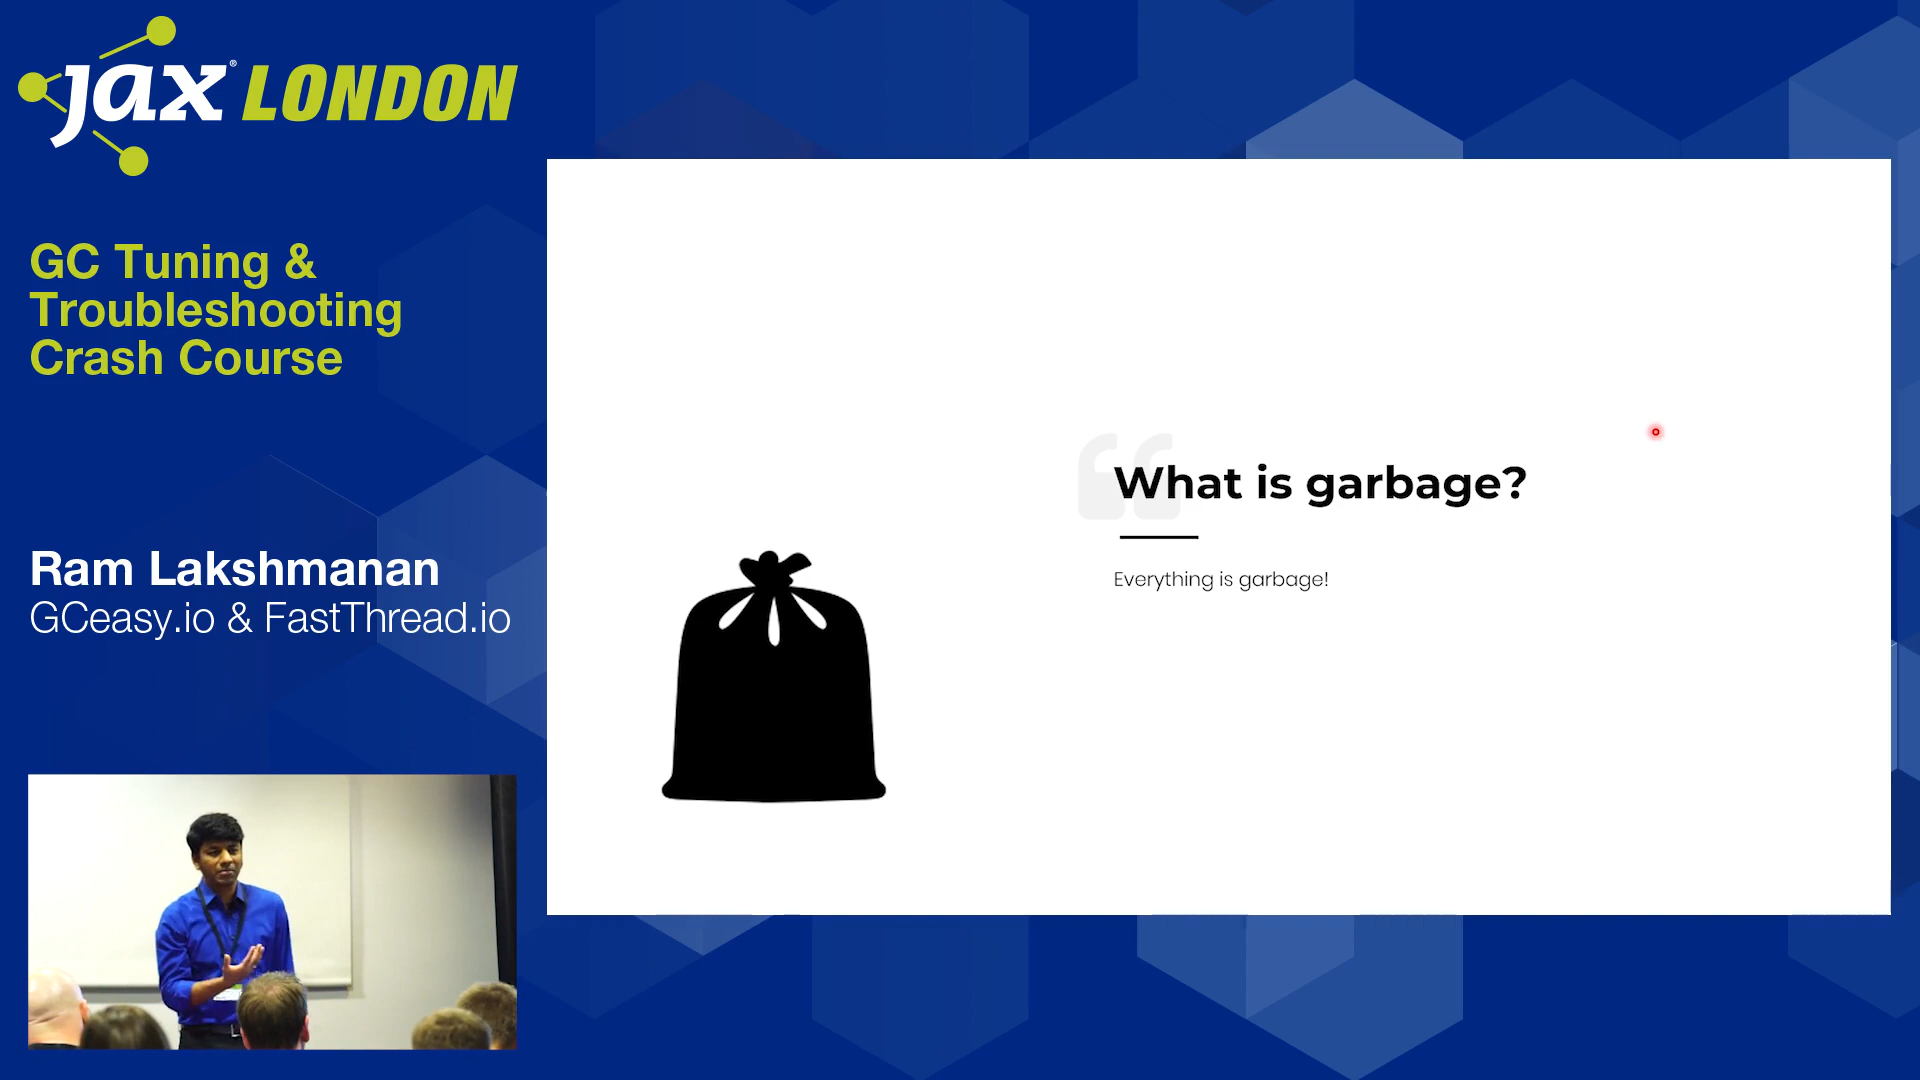 jax® LONDON
GC Tuning &
Troubleshooting
Crash Course
Ram Lakshmanan
GCeasy.io & FastThread.io
What is garbage?
Everything is garbage!